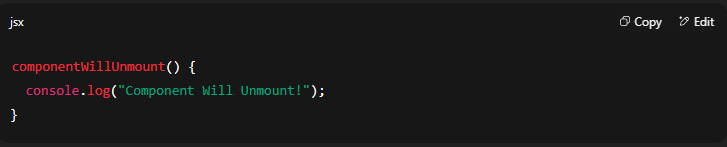 jsx
Copy
Edit
componentWillUnmount() {
  console.log("Component Will Unmount!");
}